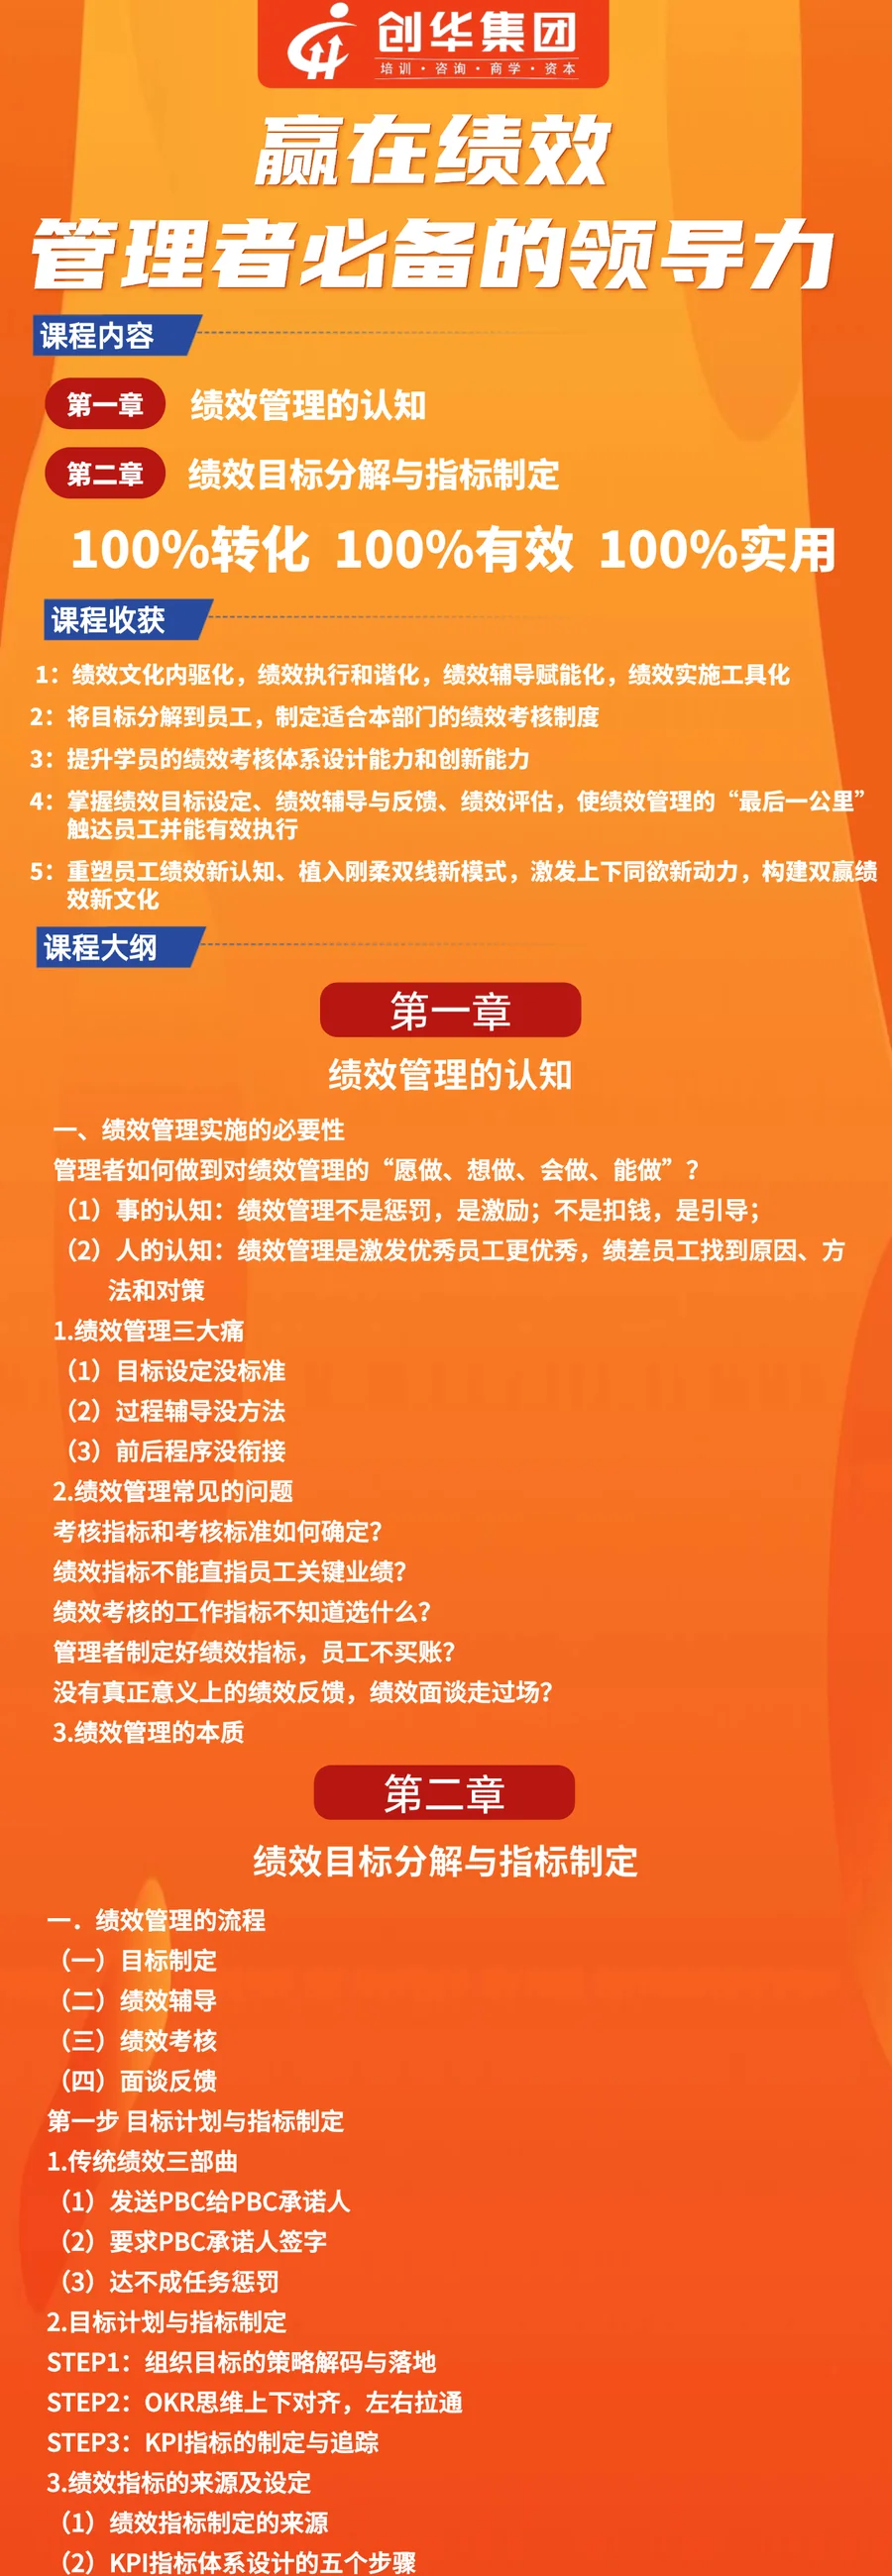 创华集团
培训·咨询·商学·资本
赢在绩效
管理者必备的领导力
课程内容
第一章 绩效管理的认知
第二章 绩效目标分解与指标制定
100%转化 100%有效 100%实用
课程收获
1：绩效文化内驱化，绩效执行和谐化，绩效辅导赋能化，绩效实施工具化
2：将目标分解到员工，制定适合本部门的绩效考核制度
3：提升学员的绩效考核体系设计能力和创新能力
4：掌握绩效目标设定、绩效辅导与反馈、绩效评估，使绩效管理的“最后一公里”
触达员工并能有效执行
5：重塑员工绩效新认知、植入刚柔双线新模式，激发上下同欲新动力，构建双赢绩
效新文化
课程大纲
第一章
绩效管理的认知
一、绩效管理实施的必要性
管理者如何做到对绩效管理的“愿做、想做、会做、能做”？
（1）事的认知：绩效管理不是惩罚，是激励；不是扣钱，是引导；
（2）人的认知：绩效管理是激发优秀员工更优秀，绩差员工找到原因、方
法和对策
1.绩效管理三大痛
（1）目标设定没标准
（2）过程辅导没方法
（3）前后程序没衔接
2.绩效管理常见的问题
考核指标和考核标准如何确定？
绩效指标不能直指员工关键业绩？
绩效考核的工作指标不知道选什么？
管理者制定好绩效指标，员工不买账？
没有真正意义上的绩效反馈，绩效面谈走过场？
3.绩效管理的本质
第二章
绩效目标分解与指标制定
一．绩效管理的流程
（一）目标制定
（二）绩效辅导
（三）绩效考核
（四）面谈反馈
第一步 目标计划与指标制定
1.传统绩效三部曲
（1）发送PBC给PBC承诺人
（2）要求PBC承诺人签字
（3）达不成任务惩罚
2.目标计划与指标制定
STEP1：组织目标的策略解码与落地
STEP2：OKR思维上下对齐，左右拉通
STEP3：KPI指标的制定与追踪
3.绩效指标的来源及设定
（1）绩效指标制定的来源
（2）KPI指标体系设计的五个步骤